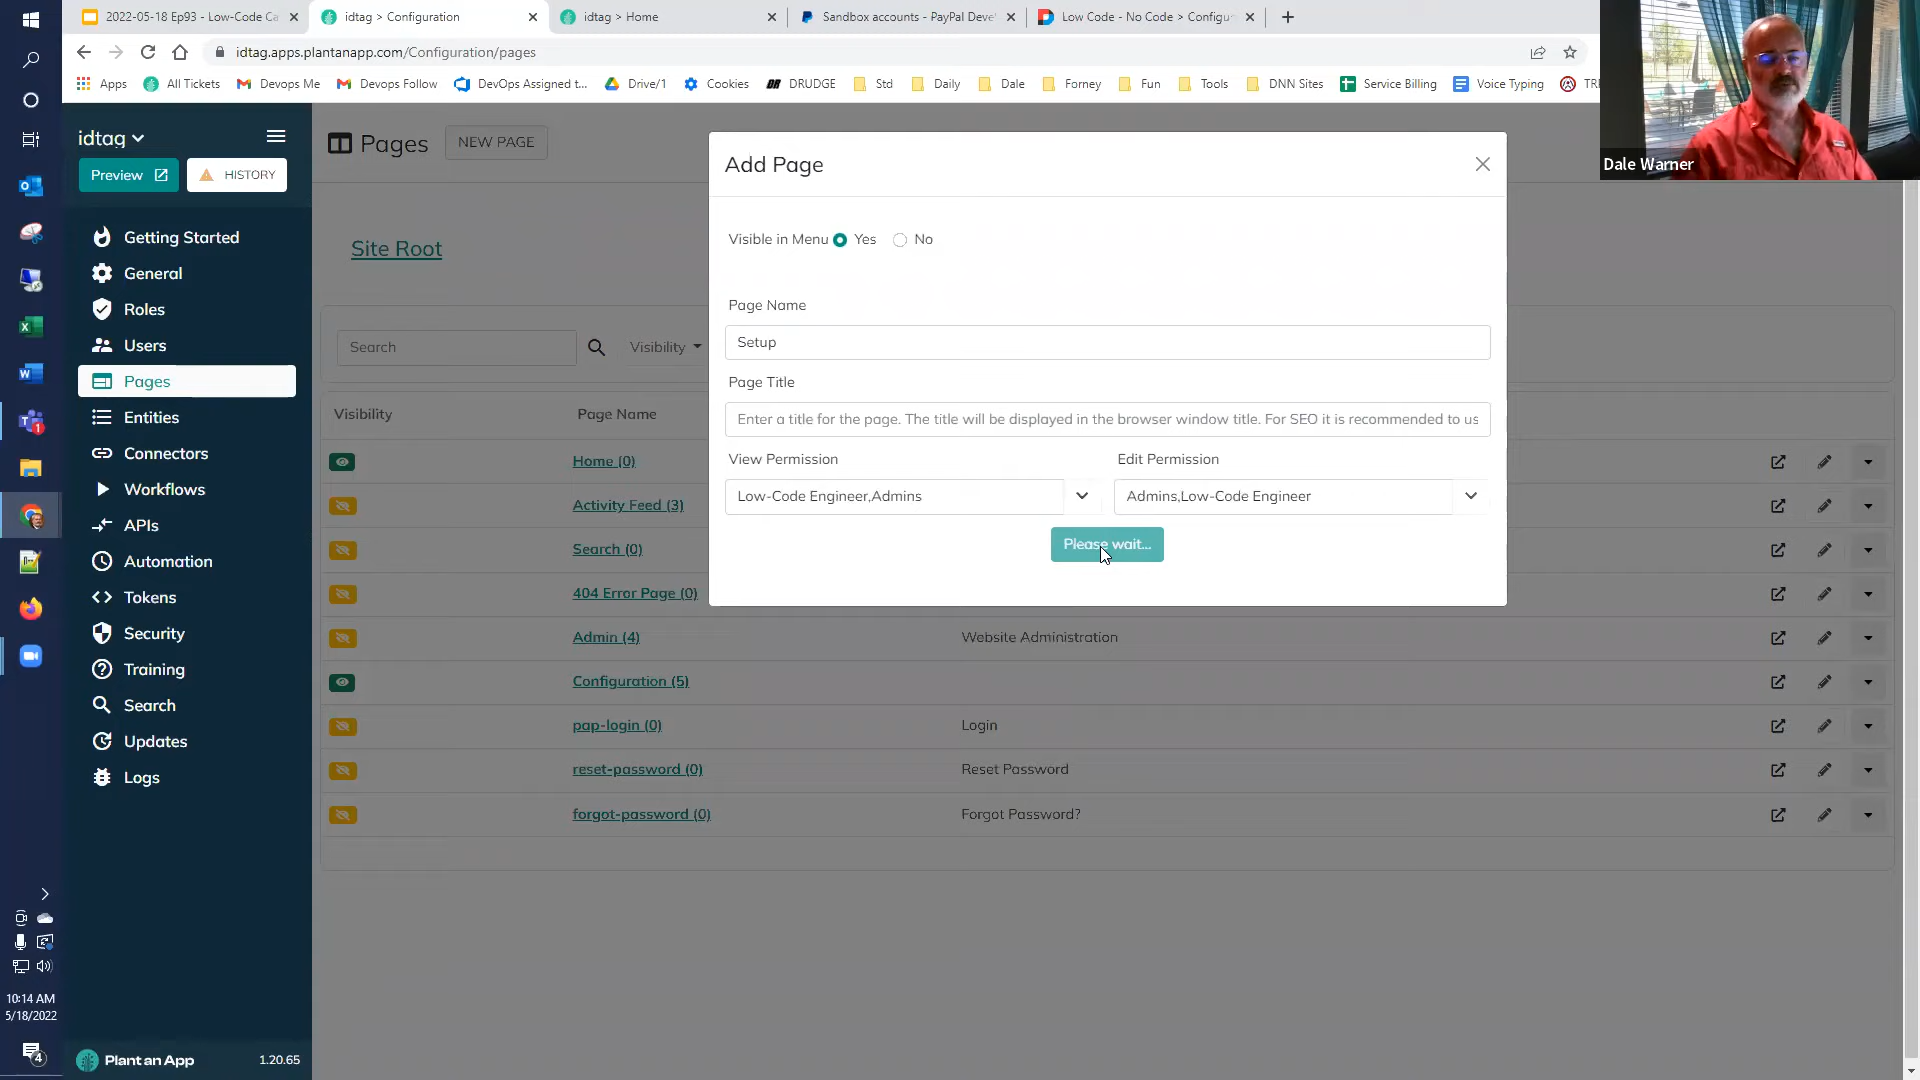 2022-05-18 Ep93 - Low-Code Ca
idtag > Configuration
idtag > Home
Sandbox accounts - PayPal Deve
Low Code - No Code > Configu
idtag.apps.plantanapp.com/Configuration/pages
Apps
All Tickets
Devops Me
Devops Follow
DevOps Assigned t...
Drive/1
Cookies
DRUDGE
Std
Daily
Dale
Forney
Fun
Tools
DNN Sites
Service Billing
Voice Typing
Dale Warner
idtag
Preview
HISTORY
Getting Started
General
Roles
Users
Pages
Entities
Connectors
Workflows
APIs
Automation
Tokens
Security
Training
Search
Updates
Logs
Plant an App
1.20.65
10:14 AM
5/18/2022
4
1
Pages
NEW PAGE
Site Root
Search
Visibility
Visibility
Page Name
Home (0)
Activity Feed (3)
Search (0)
404 Error Page (0)
Admin (4)
Website Administration
Configuration (5)
pap-login (0)
Login
reset-password (0)
Reset Password
forgot-password (0)
Forgot Password?
Add Page
Visible in Menu
Yes
No
Page Name
Setup
Page Title
Enter a title for the page. The title will be displayed in the browser window title. For SEO it is recommended to us
View Permission
Edit Permission
Low-Code Engineer,Admins
Admins,Low-Code Engineer
Please wait...